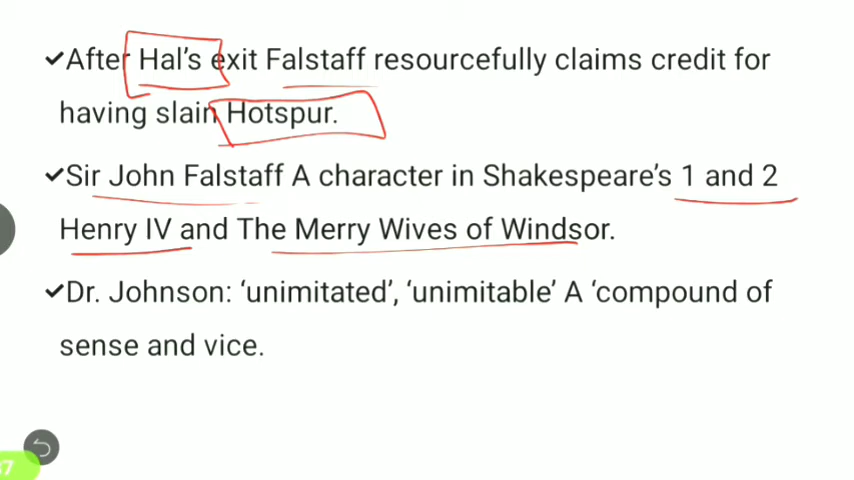 ✔After Hal's exit Falstaff resourcefully claims credit for
having slain Hotspur.
✔Sir John Falstaff A character in Shakespeare's 1 and 2
Henry IV and The Merry Wives of Windsor.
✔Dr. Johnson: ‘unimitated’, ‘unimitable’ A ‘compound of
sense and vice.